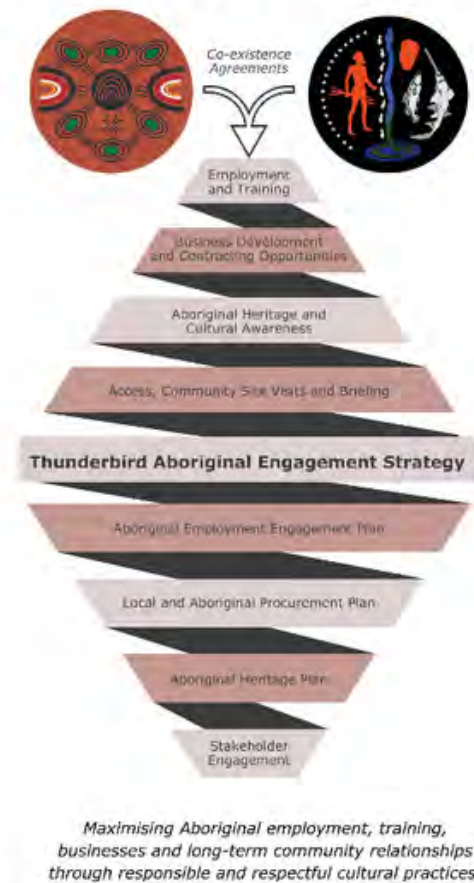 Co-existence
Agreements
Employment
and Training
Business Development
and Contracting Opportunities
Aboriginal Heritage and
Cultural Awareness
Access, Community Site Visits and Briefing
Thunderbird Aboriginal Engagement Strategy
Aboriginal Employment Engagement Plan
Local and Aboriginal Procurement Plan
Aboriginal Heritage Plan
Stakeholder
Engagement
Maximising Aboriginal employment, training,
businesses and long-term community relationships
through responsible and respectful cultural practices